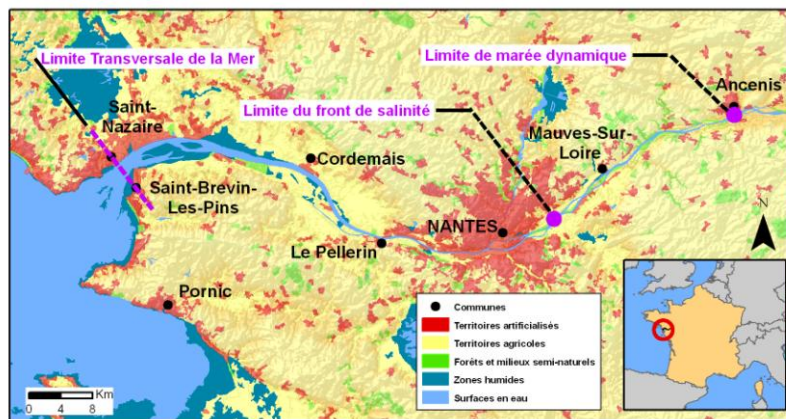 Limite Transversale de la Mer
Limite de marée dynamique
Ancenis
Saint-
Nazaire
Limite du front de salinité
Mauves-Sur-
Loire
Cordemais
Saint-Brevin-
Les-Pins
NANTES
Le Pellerin
N
Pornic
Communes
Territoires artificialisés
Territoires agricoles
Forêts et milieux semi-naturels
Zones humides
Surfaces en eau
Km
0 4 8